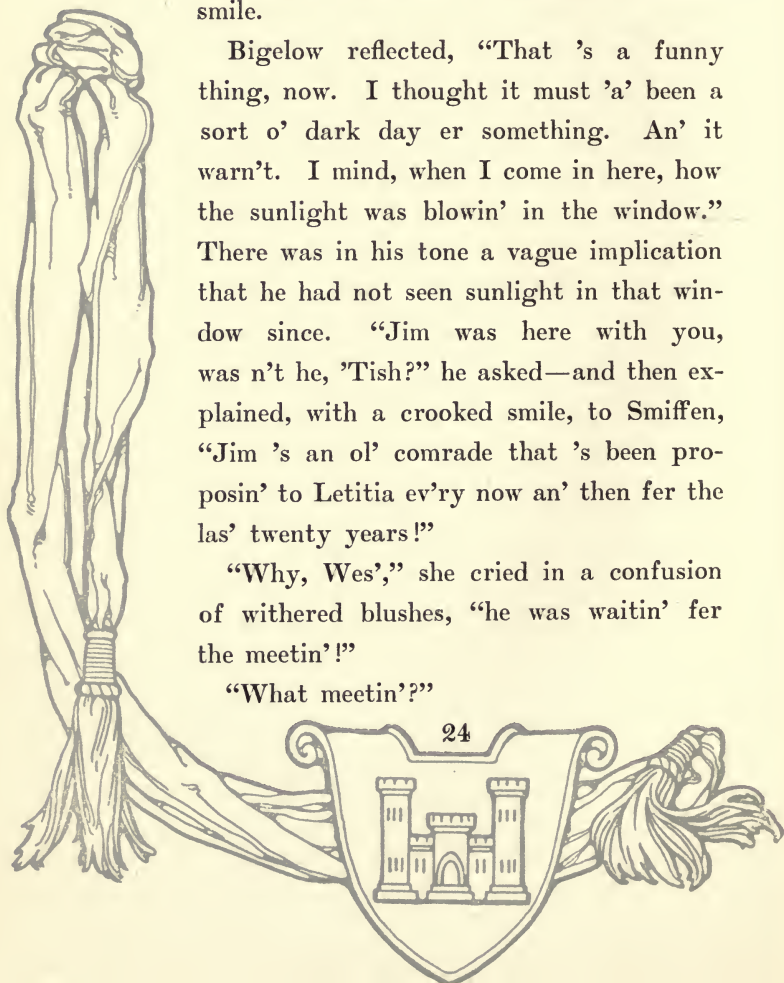 smile.
Bigelow reflected, “That ’s a funny
thing, now. I thought it must ’a’ been a
sort o’ dark day er something. An’ it
warn’t. I mind, when I come in here, how
the sunlight was blowin’ in the window.”
There was in his tone a vague implication
that he had not seen sunlight in that win-
dow since. “Jim was here with you,
was n’t he, ’Tish?” he asked—and then ex-
plained, with a crooked smile, to Smiffen,
“Jim ’s an ol’ comrade that ’s been pro-
posin’ to Letitia ev’ry now an’ then fer the
las’ twenty years!”
“Why, Wes’,” she cried in a confusion
of withered blushes, “he was waitin’ fer
the meetin’!”
“What meetin’?”
24